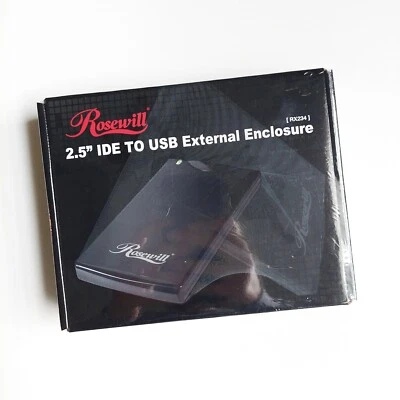 Rosewill®
[ RX234 ]
2.5" IDE TO USB External Enclosure
Rosewill